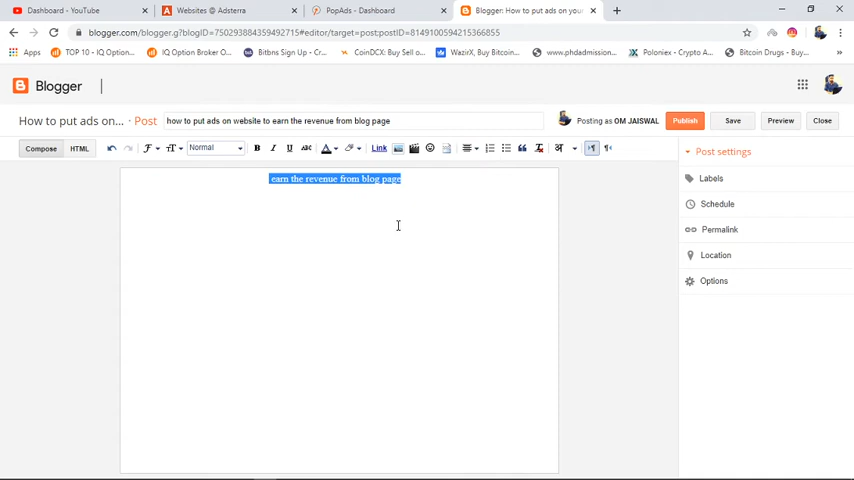 Dashboard - YouTube
Websites @ Adsterra
PopAds - Dashboard
Blogger: How to put ads on your
blogger.com/blogger.g?blogID=7502938843594927 15#editor/target=post;postID=8149100594215366855
Apps
TOP 10 - IQ Option...
IQ Option Broker O...
Bitbns Sign Up - Cr...
CoinDCX: Buy Sell o...
WazirX, Buy Bitcoin...
www.phdadmission...
Poloniex - Crypto A...
Bitcoin Drugs - Buy...
Blogger
How to put ads on... · Post
how to put ads on website to earn the revenue from blog page
Posting as OM JAISWAL
Publish
Save
Preview
Close
Compose
HTML
Normal
B I U ABC
A
Link
अ
Post settings
earn the revenue from blog page
Labels
Schedule
Permalink
Location
Options